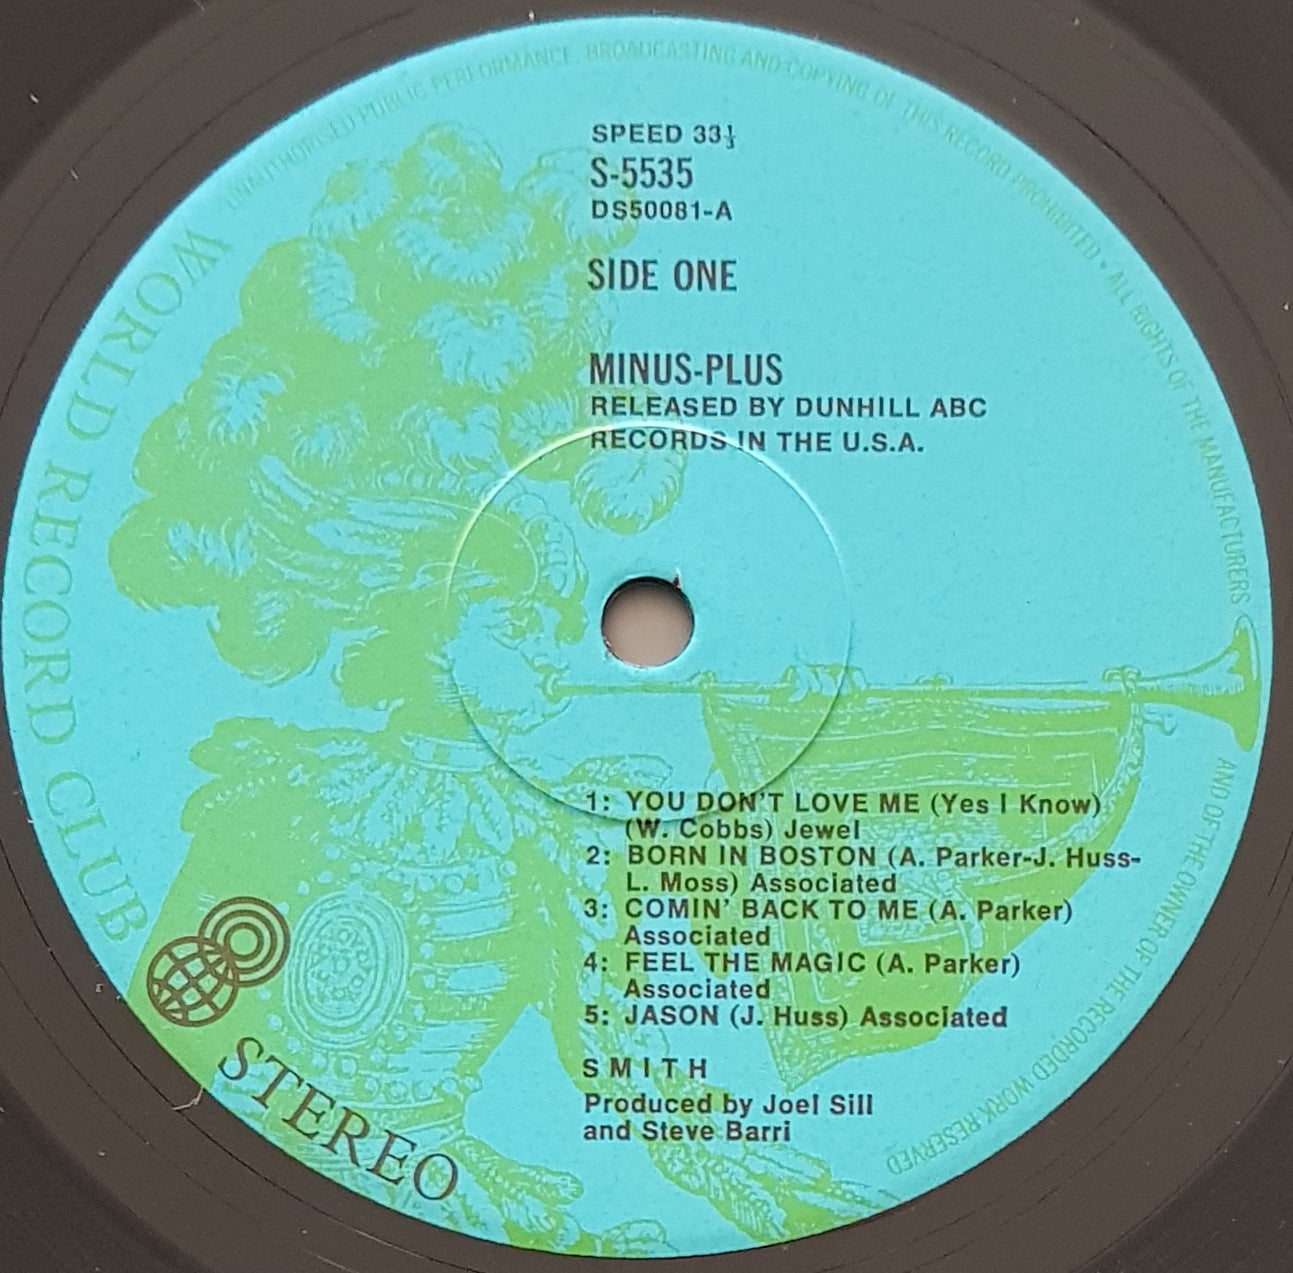 UNAUTHORISED PUBLIC PERFORMANCE, BROADCASTING AND COPYING OF THIS RECORD PROHIBITED • ALL RIGHTS OF THE MANUFACTURERS AND OF THE OWNER OF THE RECORDED WORK RESERVED
WORLD RECORD CLUB
SPEED 33⅓
S-5535
DS50081-A
SIDE ONE
MINUS-PLUS
RELEASED BY DUNHILL ABC
RECORDS IN THE U.S.A.
1: YOU DON'T LOVE ME (Yes I Know)
(W. Cobbs) Jewel
2: BORN IN BOSTON (A. Parker-J. Huss-
L. Moss) Associated
3: COMIN' BACK TO ME (A. Parker)
Associated
4: FEEL THE MAGIC (A. Parker)
Associated
5: JASON (J. Huss) Associated
SMITH
Produced by Joel Sill
and Steve Barri
STEREO